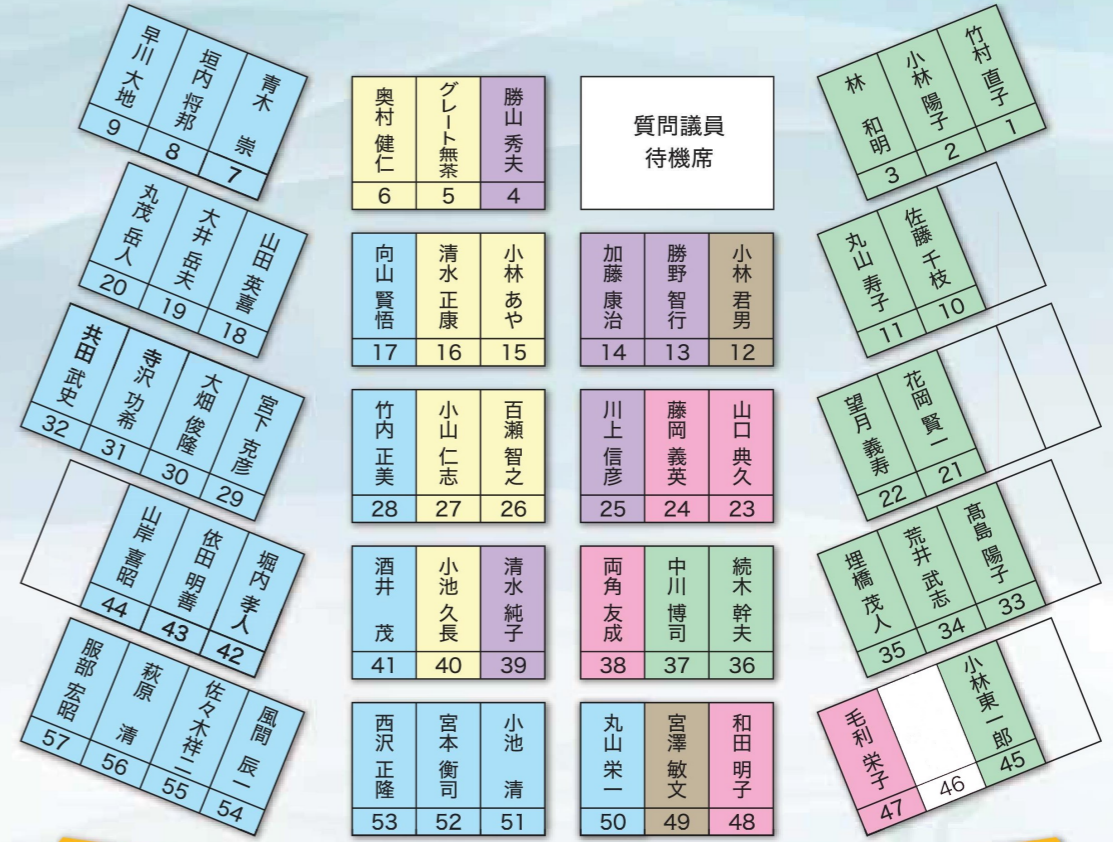 早川 大地
9
垣内 将邦
8
青木 崇
7
奥村 健仁
6
グレート無茶
5
勝山 秀夫
4
質問議員
待機席
林 和明
3
小林 陽子
2
竹村 直子
1
丸茂 岳人
20
大井 岳夫
19
山田 英喜
18
向山 賢悟
17
清水 正康
16
小林 あや
15
加藤 康治
14
勝野 智行
13
小林 君男
12
丸山 寿子
11
佐藤 千枝
10
共田 武史
32
寺沢 功希
31
大畑 俊隆
30
宮下 克彦
29
竹内 正美
28
小山 仁志
27
百瀬 智之
26
川上 信彦
25
藤岡 義英
24
山口 典久
23
望月 義寿
22
花岡 賢一
21
山岸 喜昭
44
依田 明善
43
堀内 孝人
42
酒井 茂
41
小池 久長
40
清水 純子
39
両角 友成
38
中川 博司
37
続木 幹夫
36
埋橋 茂人
35
荒井 武志
34
髙島 陽子
33
服部 宏昭
57
萩原 清
56
佐々木祥二
55
風間 辰一
54
西沢 正隆
53
宮本 衡司
52
小池 清
51
丸山 栄一
50
宮澤 敏文
49
和田 明子
48
毛利 栄子
47
46
小林東一郎
45